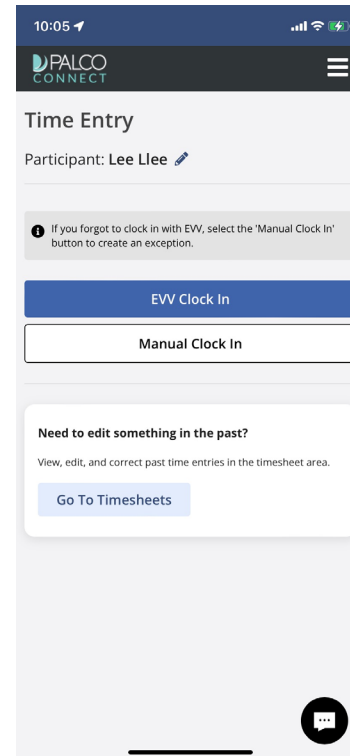 10:05
PALCO
CONNECT
Time Entry
Participant: Lee Llee
If you forgot to clock in with EVV, select the 'Manual Clock In'
button to create an exception.
EVV Clock In
Manual Clock In
Need to edit something in the past?
View, edit, and correct past time entries in the timesheet area.
Go To Timesheets